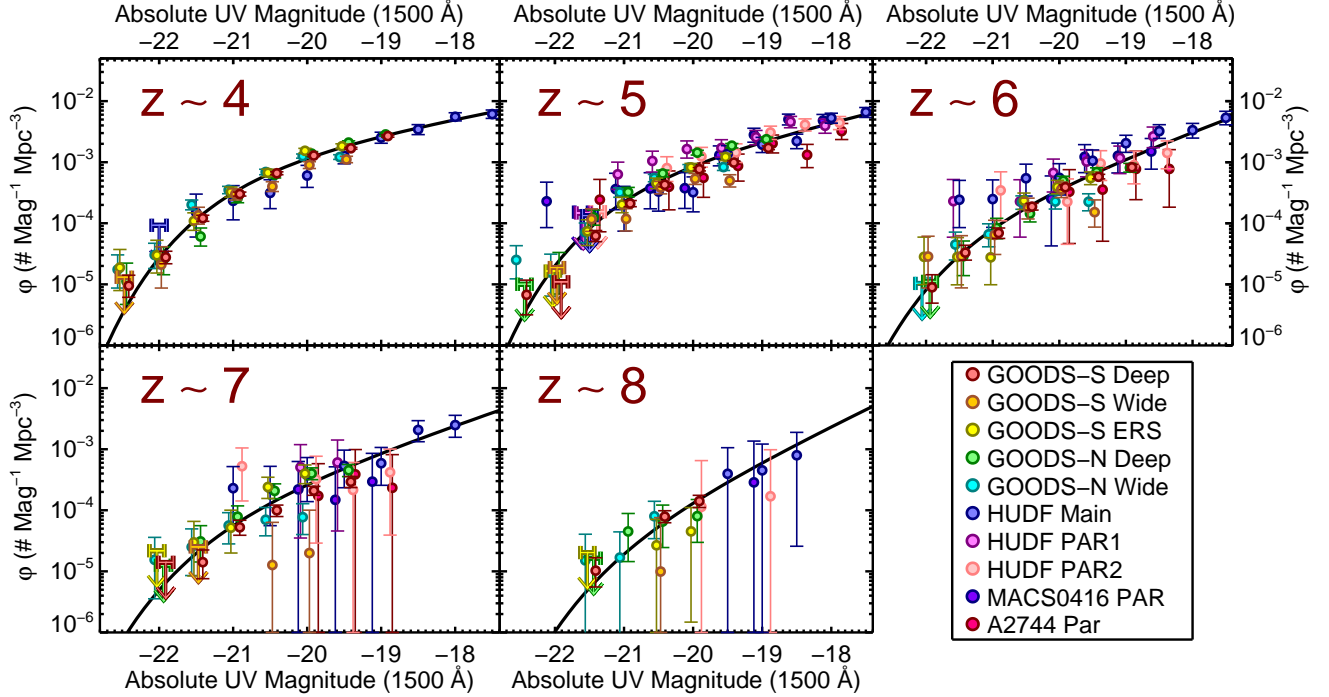 Absolute UV Magnitude (1500 Å) Absolute UV Magnitude (1500 Å) Absolute UV Magnitude (1500 Å)
−22 −21 −20 −19 −18 −22 −21 −20 −19 −18 −22 −21 −20 −19 −18 −17
z ~ 4 z ~ 5 z ~ 6
φ (# Mag⁻¹ Mpc⁻³)
10⁻²
10⁻³
10⁻⁴
10⁻⁵
10⁻⁶
10⁻²
10⁻³
10⁻⁴
10⁻⁵
10⁻⁶
φ (# Mag⁻¹ Mpc⁻³)
z ~ 7 z ~ 8
φ (# Mag⁻¹ Mpc⁻³)
10⁻²
10⁻³
10⁻⁴
10⁻⁵
10⁻⁶
GOODS−S Deep
GOODS−S Wide
GOODS−S ERS
GOODS−N Deep
GOODS−N Wide
HUDF Main
HUDF PAR1
HUDF PAR2
MACS0416 PAR
A2744 Par
−22 −21 −20 −19 −18 −22 −21 −20 −19 −18
Absolute UV Magnitude (1500 Å) Absolute UV Magnitude (1500 Å)